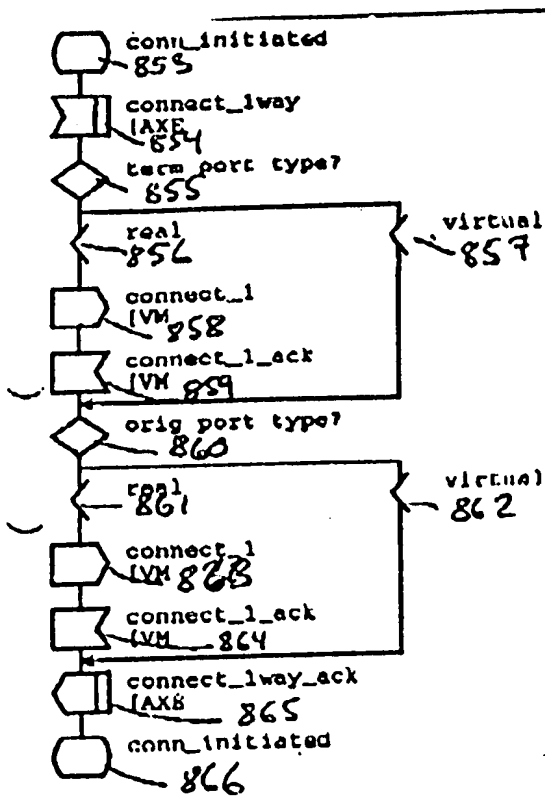 conn_initiated
853
connect_1way
[AXE
854
term port type?
855
real
856
virtual
857
connect_1
[VM
858
connect_1_ack
[VM
859
orig port type?
860
real
861
virtual
862
connect_1
[VM
863
connect_1_ack
[VM
864
connect_1way_ack
[AXE
865
conn_initiated
866